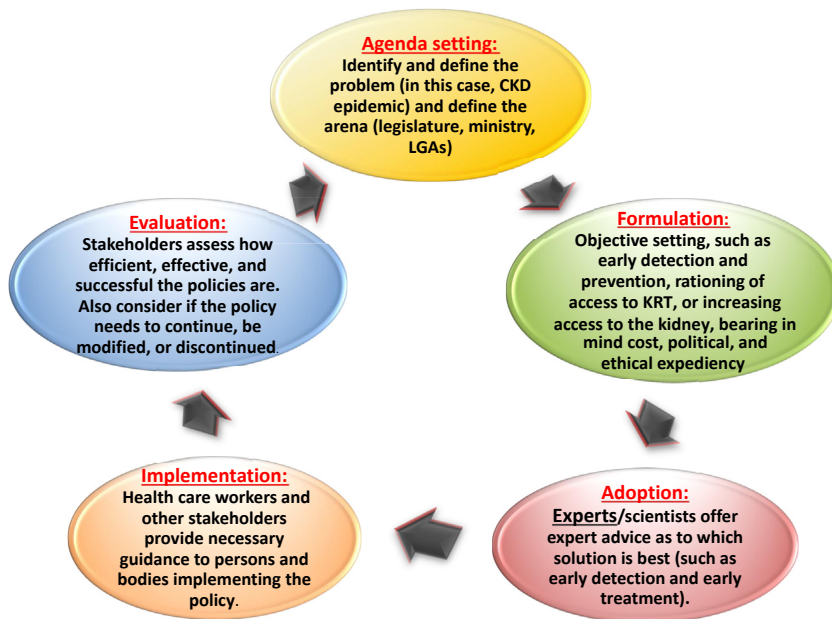 Agenda setting:
Identify and define the
problem (in this case, CKD
epidemic) and define the
arena (legislature, ministry,
LGAs)
Formulation:
Objective setting, such as
early detection and
prevention, rationing of
access to KRT, or increasing
access to the kidney, bearing in
mind cost, political, and
ethical expediency
Adoption:
Experts/scientists offer
expert advice as to which
solution is best (such as
early detection and early
treatment).
Implementation:
Health care workers and
other stakeholders
provide necessary
guidance to persons and
bodies implementing the
policy.
Evaluation:
Stakeholders assess how
efficient, effective, and
successful the policies are.
Also consider if the policy
needs to continue, be
modified, or discontinued.